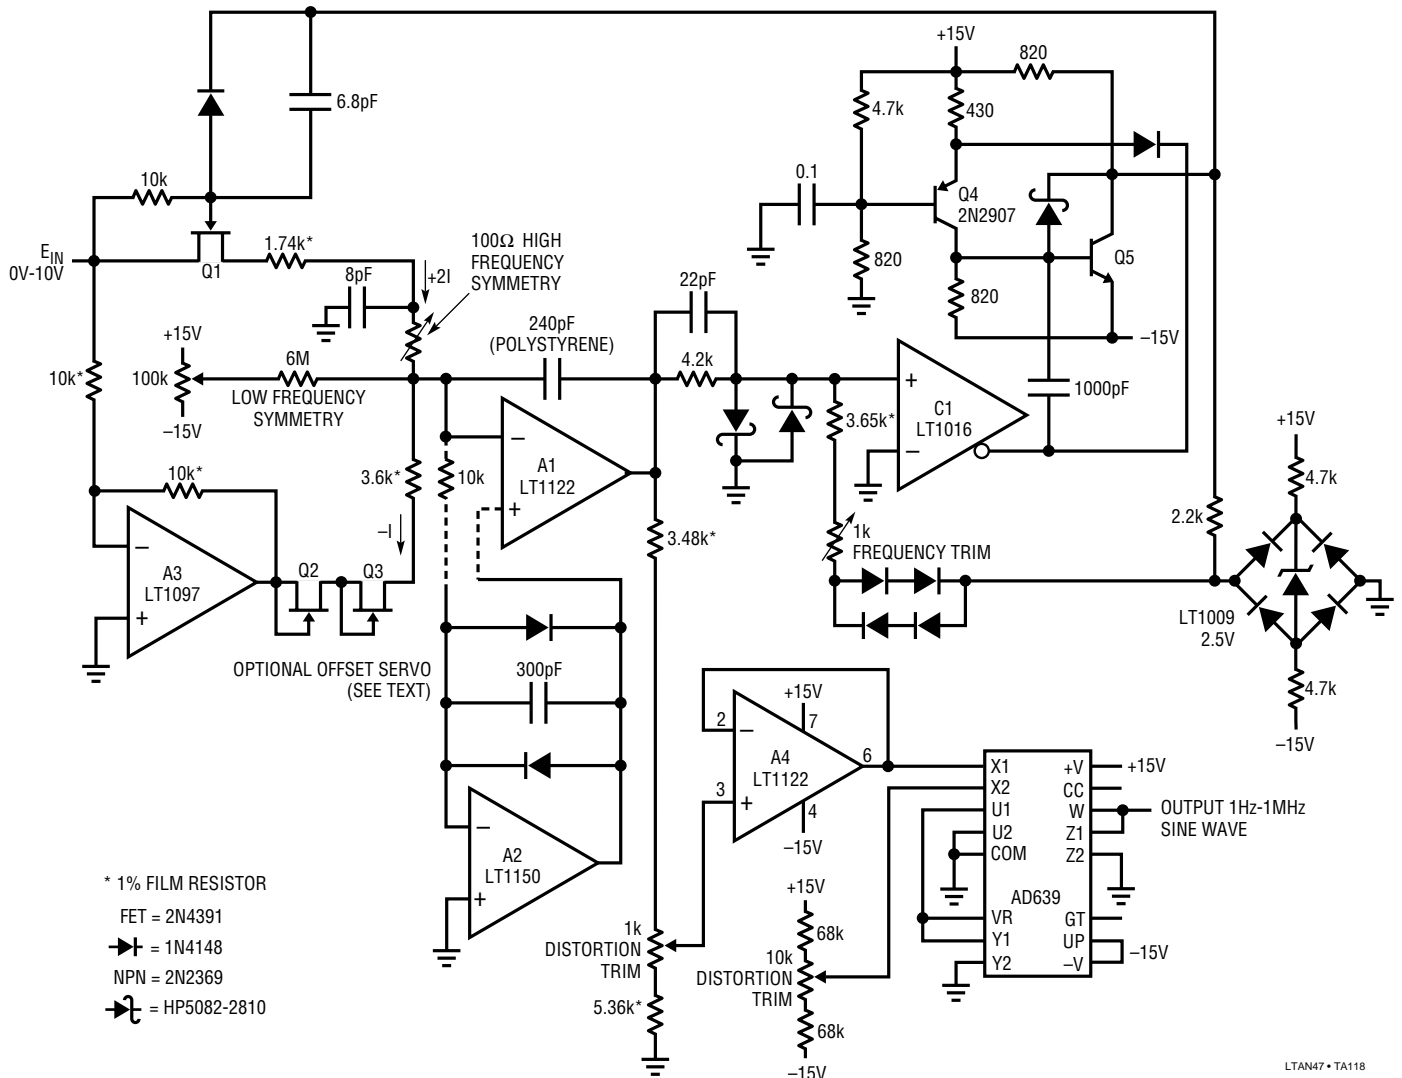 +15V
820
4.7k
430
6.8pF
0.1
10k
Q4
2N2907
E_IN
0V-10V
Q1
1.74k*
+2I
100Ω HIGH
FREQUENCY
SYMMETRY
8pF
820
820
Q5
–15V
22pF
+15V
100k
–15V
6M
LOW FREQUENCY
SYMMETRY
10k*
240pF
(POLYSTYRENE)
4.2k
1000pF
+
–
C1
LT1016
3.65k*
+15V
4.7k
10k*
3.6k*
–I
10k
–
+
A1
LT1122
3.48k*
1k
FREQUENCY TRIM
2.2k
–
+
A3
LT1097
Q2
Q3
LT1009
2.5V
4.7k
–15V
OPTIONAL OFFSET SERVO
(SEE TEXT)
300pF
–
+
A2
LT1150
+15V
2
7
–
A4
LT1122
6
3
+
4
–15V
X1
X2
U1
U2
COM
VR
Y1
Y2
AD639
+V
CC
W
Z1
Z2
GT
UP
–V
+15V
OUTPUT 1Hz-1MHz
SINE WAVE
–15V
1k
DISTORTION
TRIM
5.36k*
+15V
68k
10k
DISTORTION
TRIM
68k
–15V
* 1% FILM RESISTOR
FET = 2N4391
= 1N4148
NPN = 2N2369
= HP5082-2810
LTAN47 • TA118